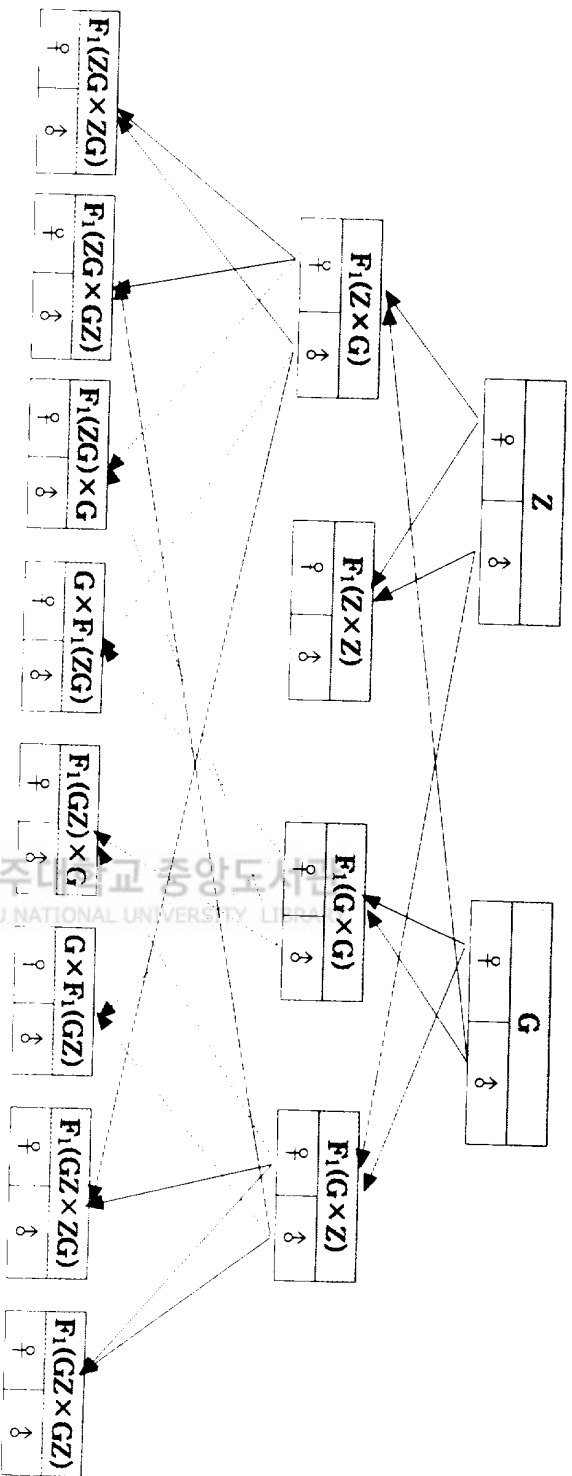 Z
♀ ♂
G
♀ ♂
F₁(Z×G)
♀ ♂
F₁(Z×Z)
♀ ♂
F₁(G×G)
♀ ♂
F₁(G×Z)
♀ ♂
F₁(ZG×ZG)
♀ ♂
F₁(ZG×GZ)
♀ ♂
F₁(ZG)×G
♀ ♂
G×F₁(ZG)
♀ ♂
F₁(GZ)×G
♀ ♂
G×F₁(GZ)
♀ ♂
F₁(GZ×ZG)
♀ ♂
F₁(GZ×GZ)
♀ ♂
주대학교 중앙도서관
NATIONAL UNIVERSITY LIBRAR